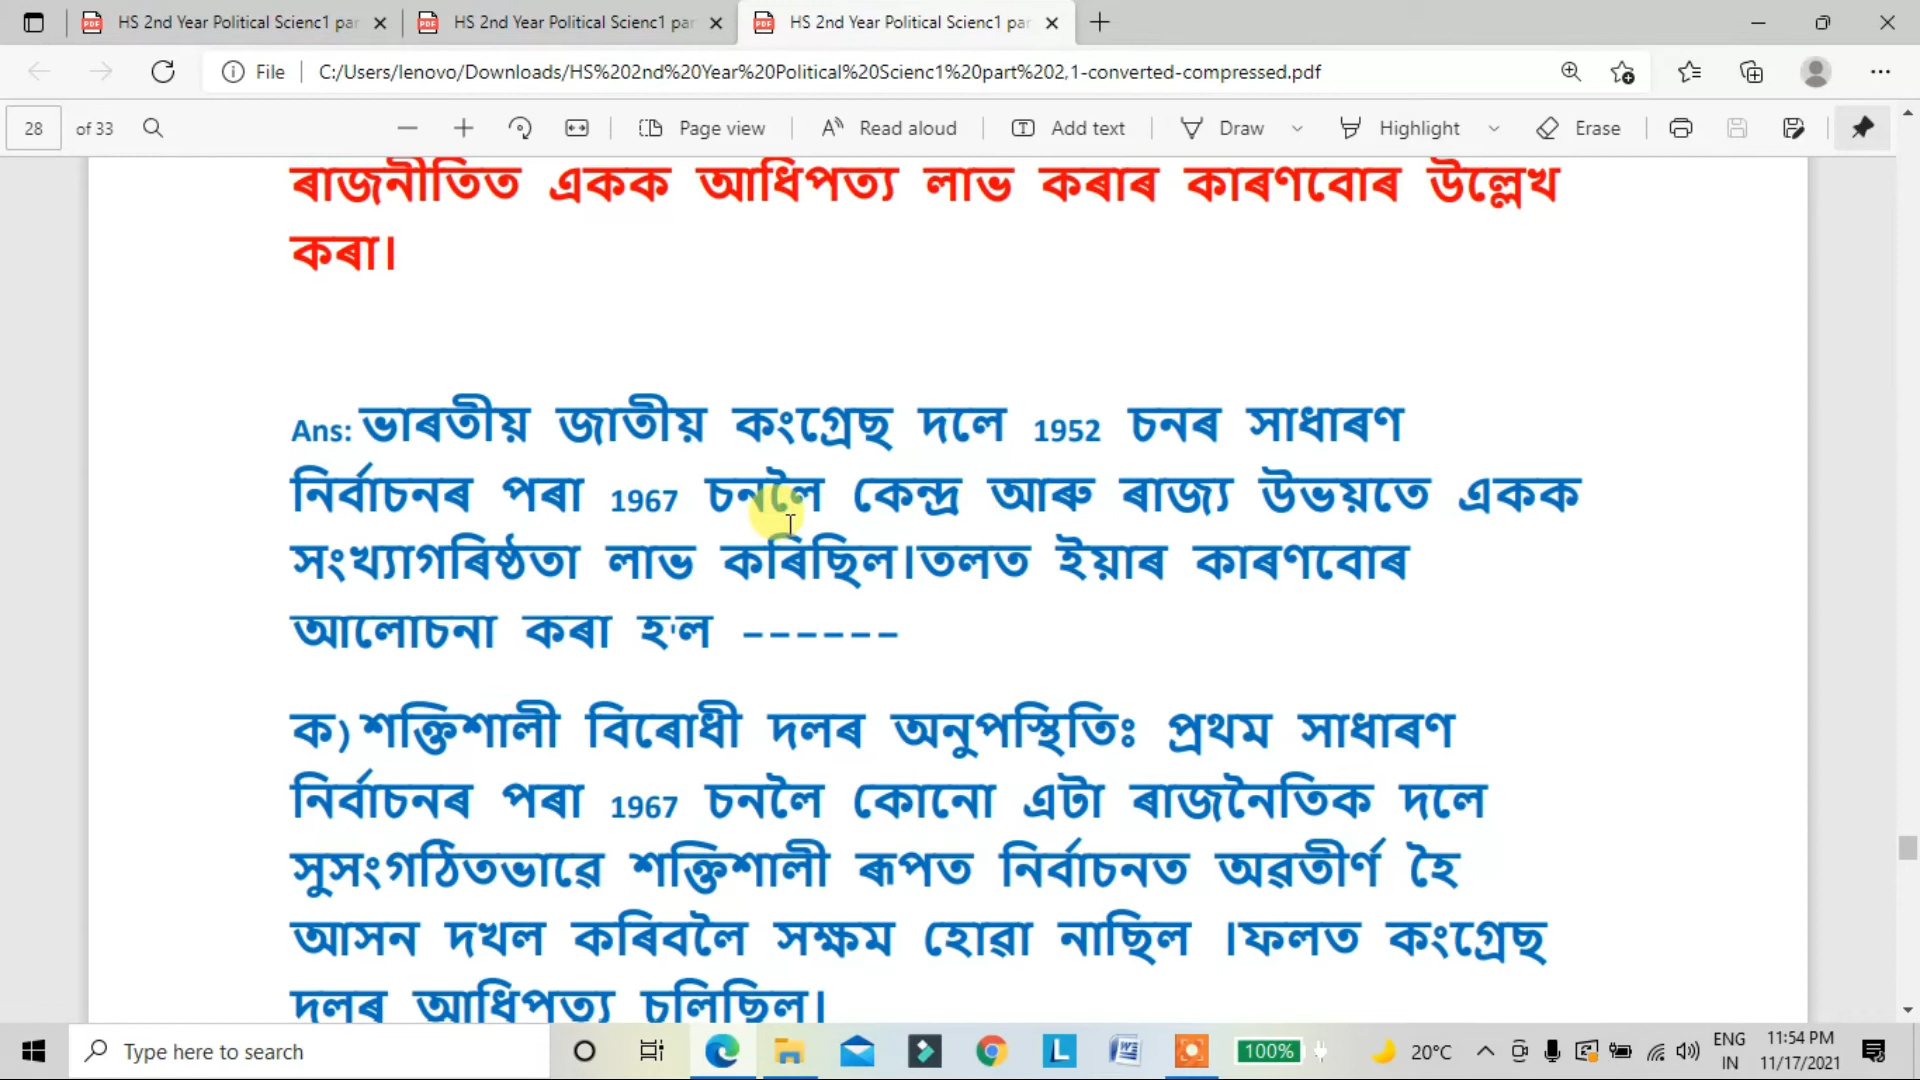 HS 2nd Year Political Scienc1 par
HS 2nd Year Political Scienc1 par
HS 2nd Year Political Scienc1 par
File
C:/Users/lenovo/Downloads/HS%202nd%20Year%20Political%20Scienc1%20part%202,1-converted-compressed.pdf
28 of 33
Page view
Read aloud
Add text
Draw
Highlight
Erase
ৰাজনীতিত একক আধিপত্য লাভ কৰাৰ কাৰণবোৰ উল্লেখ
কৰা।
Ans: ভাৰতীয় জাতীয় কংগ্ৰেছ দলে 1952 চনৰ সাধাৰণ
নিৰ্বাচনৰ পৰা 1967 চনলৈ কেন্দ্ৰ আৰু ৰাজ্য উভয়তে একক
সংখ্যাগৰিষ্ঠতা লাভ কৰিছিল।তলত ইয়াৰ কাৰণবোৰ
আলোচনা কৰা হ'ল ------
ক) শক্তিশালী বিৰোধী দলৰ অনুপস্থিতিঃ প্ৰথম সাধাৰণ
নিৰ্বাচনৰ পৰা 1967 চনলৈ কোনো এটা ৰাজনৈতিক দলে
সুসংগঠিতভাৱে শক্তিশালী ৰূপত নিৰ্বাচনত অৱতীৰ্ণ হৈ
আসন দখল কৰিবলৈ সক্ষম হোৱা নাছিল ।ফলত কংগ্ৰেছ
দলৰ আধিপত্য চলিছিল।
Type here to search
100%
20°C
ENG
IN
11:54 PM
11/17/2021